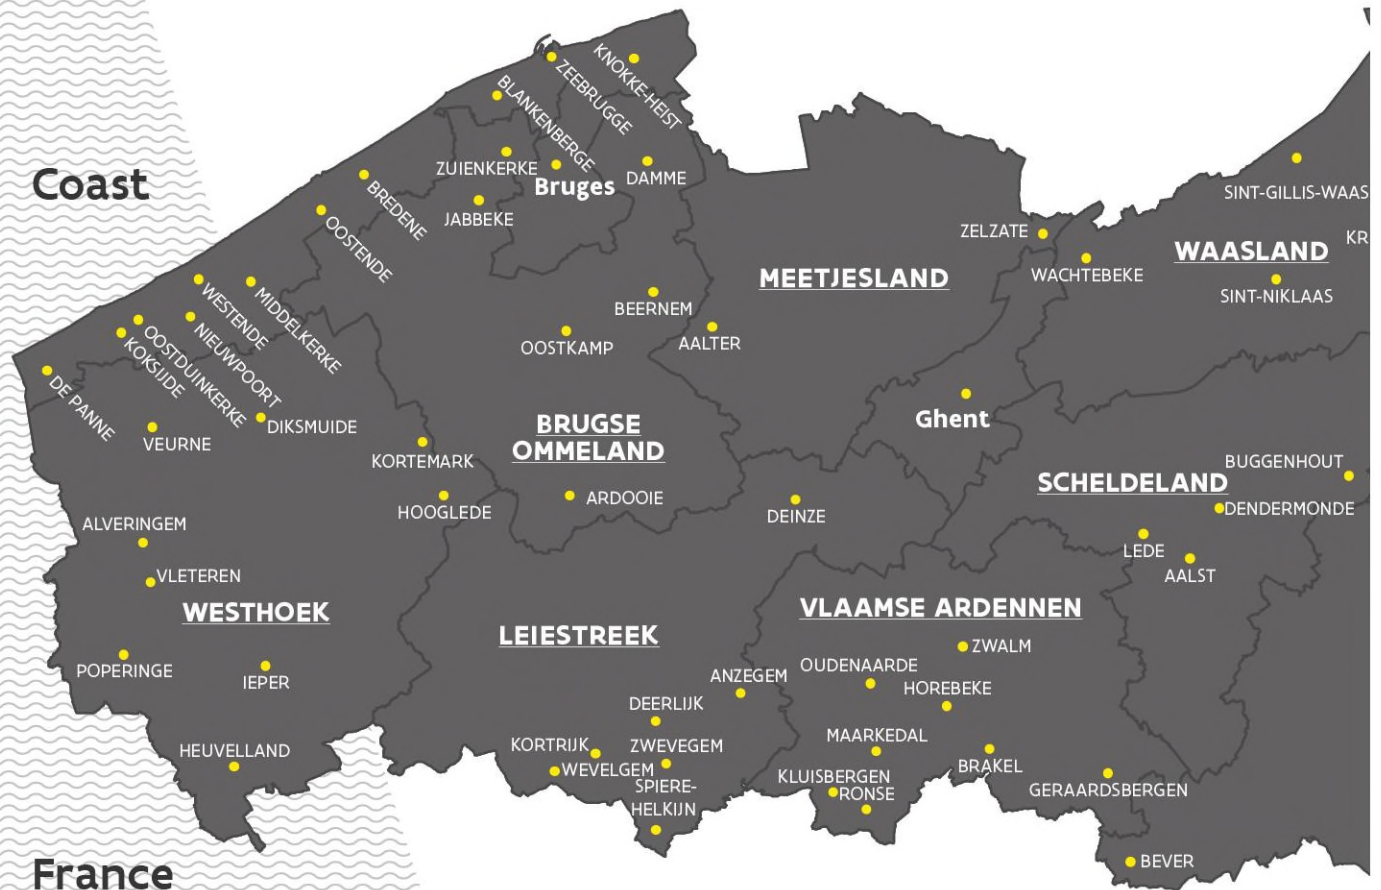 Coast
KNOKKE-HEIST
ZEEBRUGGE
BLANKENBERGE
ZUIENKERKE
Bruges
DAMME
JABBEKE
BREDENE
OOSTENDE
SINT-GILLIS-WAAS
ZELZATE
KR
WAASLAND
WACHTEBEKE
MEETJESLAND
SINT-NIKLAAS
WESTENDE
MIDDELKERKE
BEERNEM
NIEUWPOORT
OOSTDUINKERKE
KOKSIJDE
OOSTKAMP
AALTER
DE PANNE
Ghent
BRUGSE
OMMELAND
DIKSMUIDE
VEURNE
KORTEMARK
BUGGENHOUT
SCHELDELAND
ARDOOIE
HOOGLEDE
DEINZE
DENDERMONDE
ALVERINGEM
LEDE
AALST
VLETEREN
WESTHOEK
VLAAMSE ARDENNEN
LEIESTREEK
ZWALM
OUDENAARDE
POPERINGE
IEPER
ANZEGEM
HOREBEKE
DEERLIJK
MAARKEDAL
KORTRIJK
ZWEVEGEM
HEUVELLAND
WEVELGEM
BRAKEL
KLUISBERGEN
SPIERE-
HELKIJN
RONSE
GERAARDSBERGEN
BEVER
France